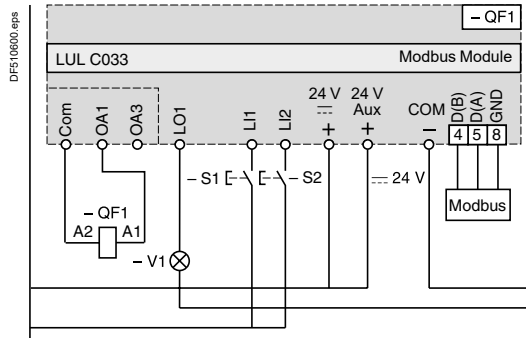 DF510600.eps
– QF1
LUL C033 Modbus Module
Com OA1 OA3 LO1 LI1 LI2 24 V 24 V Aux COM D(B) D(A) GND
+ + – 4 5 8
– S1 – S2 24 V
Modbus
– QF1
A2 A1
– V1